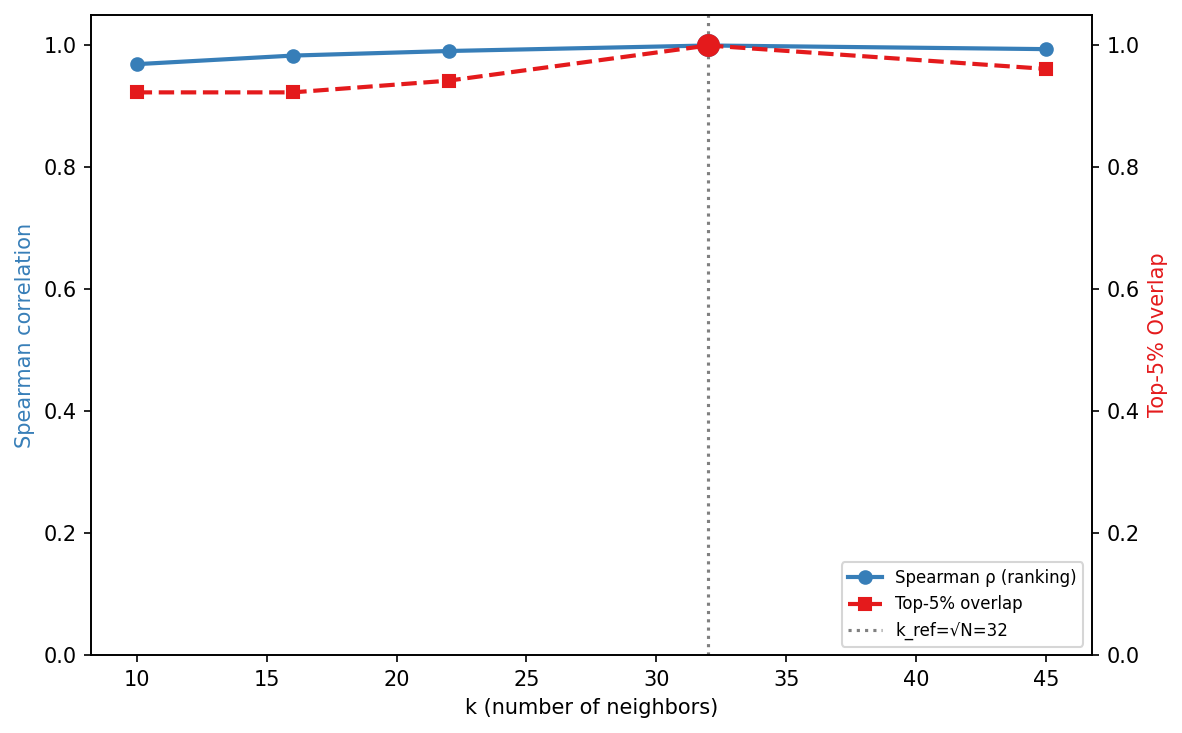 Spearman correlation
1.0
0.8
0.6
0.4
0.2
0.0
1.0
0.8
0.6
0.4
0.2
0.0
Top-5% Overlap
Spearman ρ (ranking)
Top-5% overlap
k_ref=√N=32
10 15 20 25 30 35 40 45
k (number of neighbors)